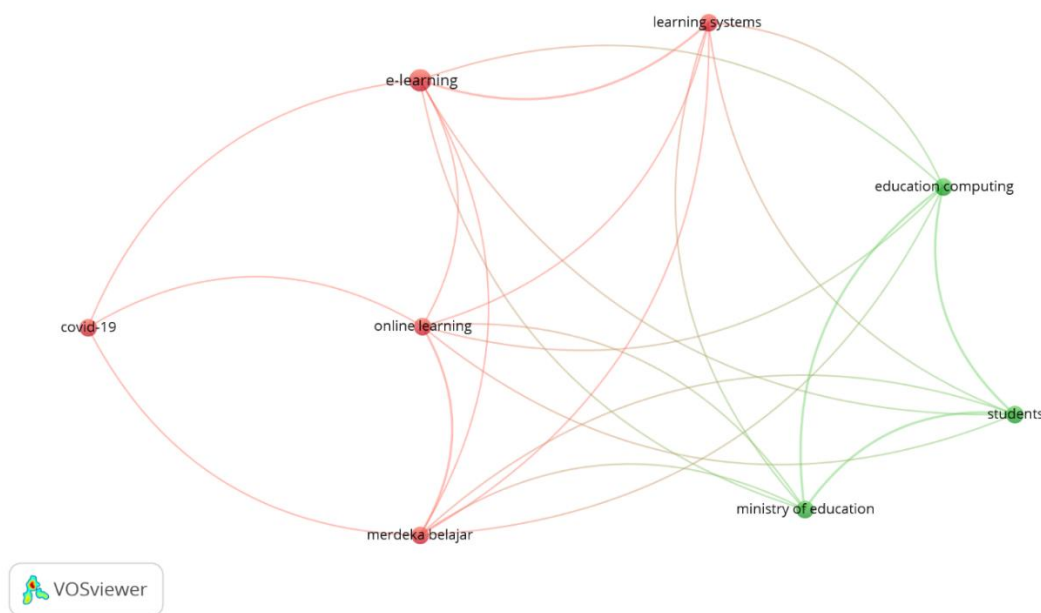 learning systems
e-learning
education computing
covid-19
online learning
students
ministry of education
merdeka belajar
VOSviewer